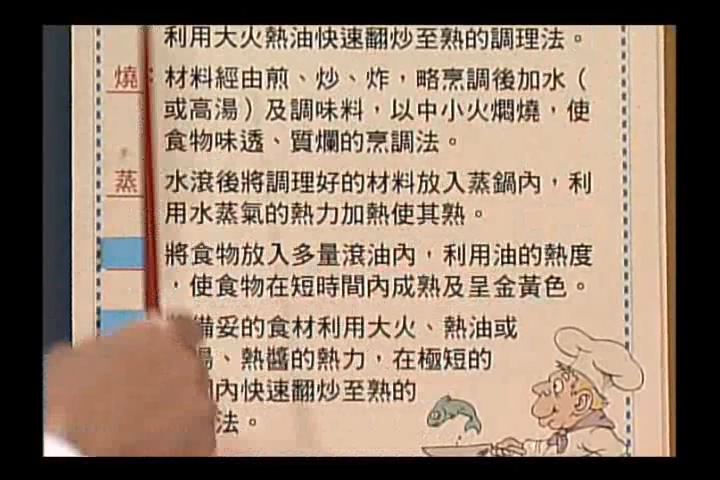 利用大火熱油快速翻炒至熟的調理法。
燒：材料經由煎、炒、炸，略烹調後加水（
或高湯）及調味料，以中小火燜燒，使
食物味透、質爛的烹調法。
蒸 水滾後將調理好的材料放入蒸鍋內，利
用水蒸氣的熱力加熱使其熟。
將食物放入多量滾油內，利用油的熱度
，使食物在短時間內成熟及呈金黃色。
備妥的食材利用大火、熱油或
、熱醬的熱力，在極短的
內快速翻炒至熟的
法。